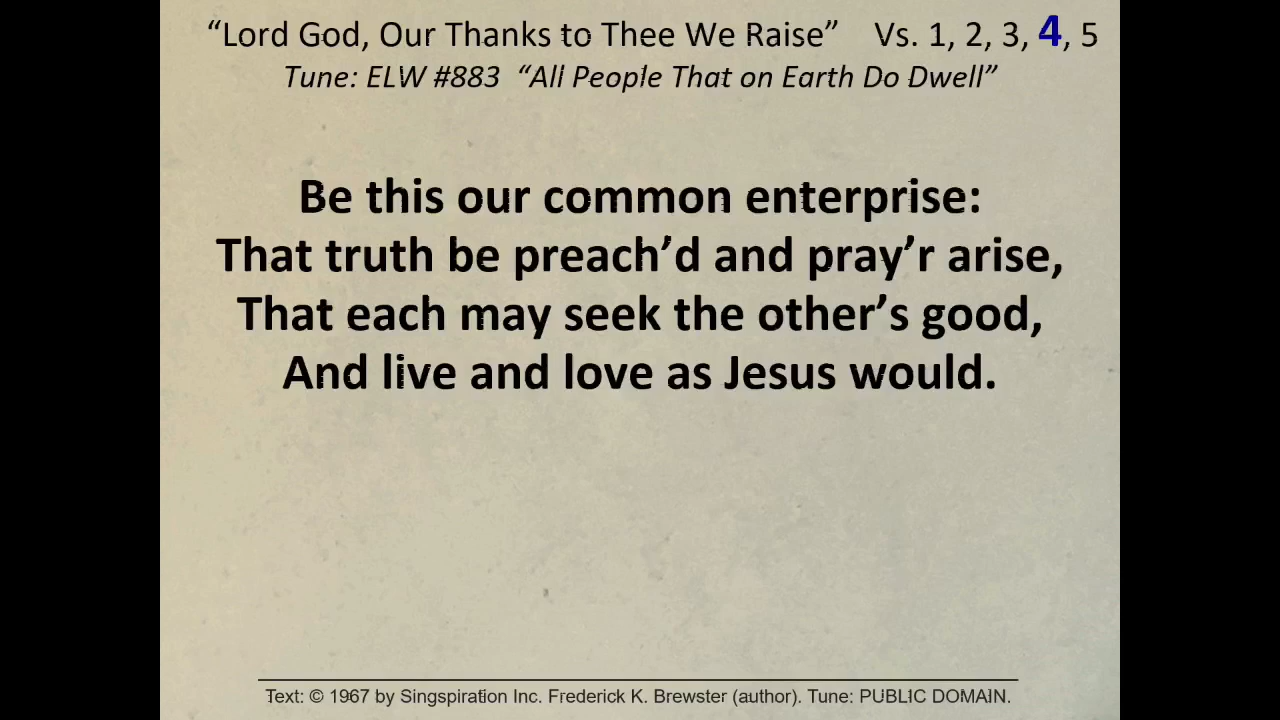 “Lord God, Our Thanks to Thee We Raise” Vs. 1, 2, 3, 4, 5
Tune: ELW #883 “All People That on Earth Do Dwell”
Be this our common enterprise:
That truth be preach’d and pray’r arise,
That each may seek the other’s good,
And live and love as Jesus would.
Text: © 1967 by Singspiration Inc. Frederick K. Brewster (author). Tune: PUBLIC DOMAIN.